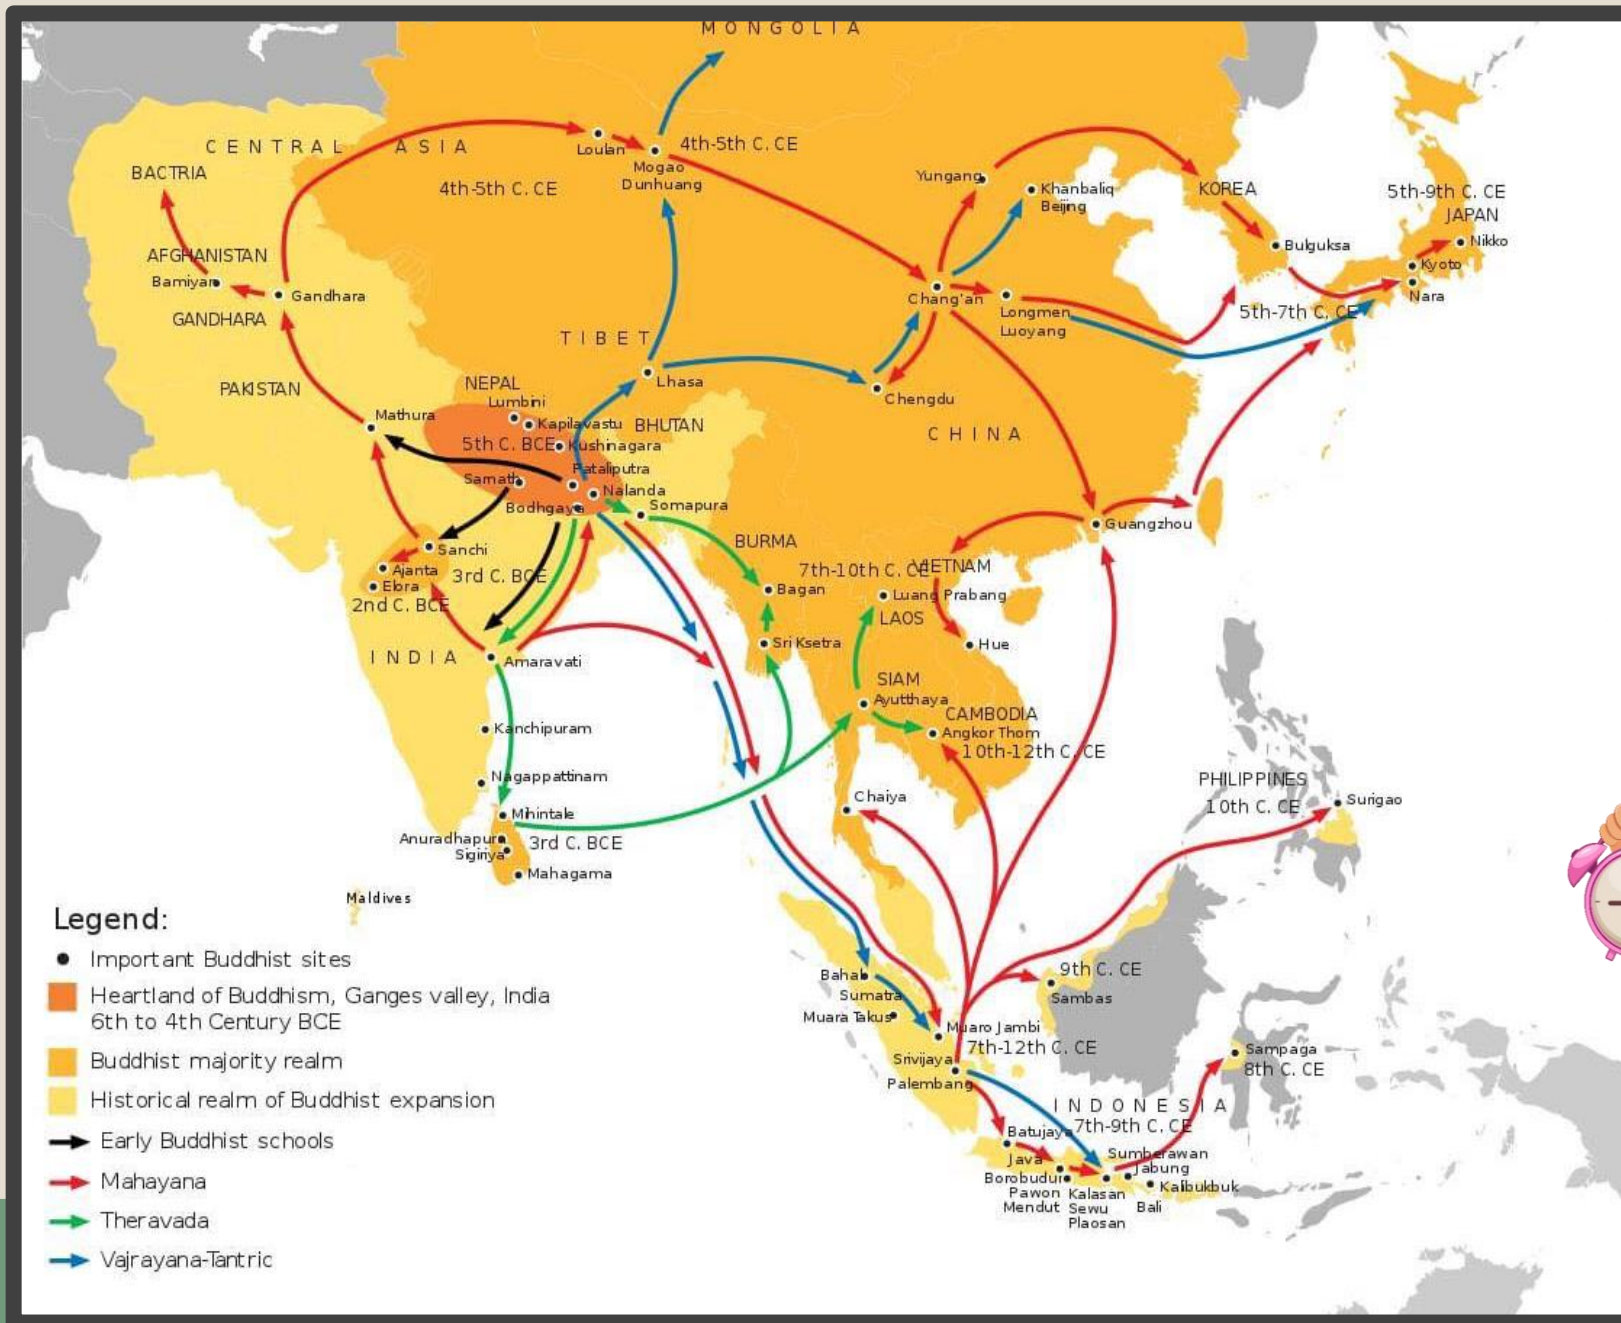 MONGOLIA
CENTRAL ASIA
BACTRIA
Loulan
4th-5th C. CE
Mogao
Dunhuang
4th-5th C. CE
Yungang
Khanbaliq
Beijing
KOREA
5th-9th C. CE
JAPAN
Nikko
Bulguksa
Kyoto
Nara
AFGHANISTAN
Bamiyan
Gandhara
GANDHARA
Chang'an
Longmen
Luoyang
5th-7th C. CE
TIBET
Lhasa
Chengdu
PAKISTAN
NEPAL
Lumbini
Mathura
Kapilavastu
BHUTAN
5th C. BCE
Kushinagara
CHINA
Pataliputra
Sarnath
Nalanda
Bodhgaya
Somapura
Guangzhou
Sanchi
BURMA
Ajanta
3rd C. BCE
7th-10th C. CE
VIETNAM
Ellora
Bagan
Luang Prabang
2nd C. BCE
LAOS
Sri Ksetra
Hue
INDIA
Amaravati
SIAM
Ayutthaya
CAMBODIA
Kanchipuram
Angkor Thom
10th-12th C. CE
Nagappattinam
PHILIPPINES
Chaiya
10th C. CE
Surigao
Mihintale
Anuradhapura
3rd C. BCE
Sigiriya
Mahagama
Maldives
Legend:
Important Buddhist sites
Heartland of Buddhism, Ganges valley, India
6th to 4th Century BCE
Buddhist majority realm
Historical realm of Buddhist expansion
Early Buddhist schools
Mahayana
Theravada
Vajrayana-Tantric
Bahal
9th C. CE
Sumatra
Sambas
Muara Takus
Muaro Jambi
7th-12th C. CE
Srivijaya
Palembang
Sampaga
8th C. CE
INDONESIA
7th-9th C. CE
Batujaya
Java
Sumberawan
Jabung
Borobudur
Pawon
Mendut
Kalasan
Sewu
Plaosan
Kalibukbuk
Bali